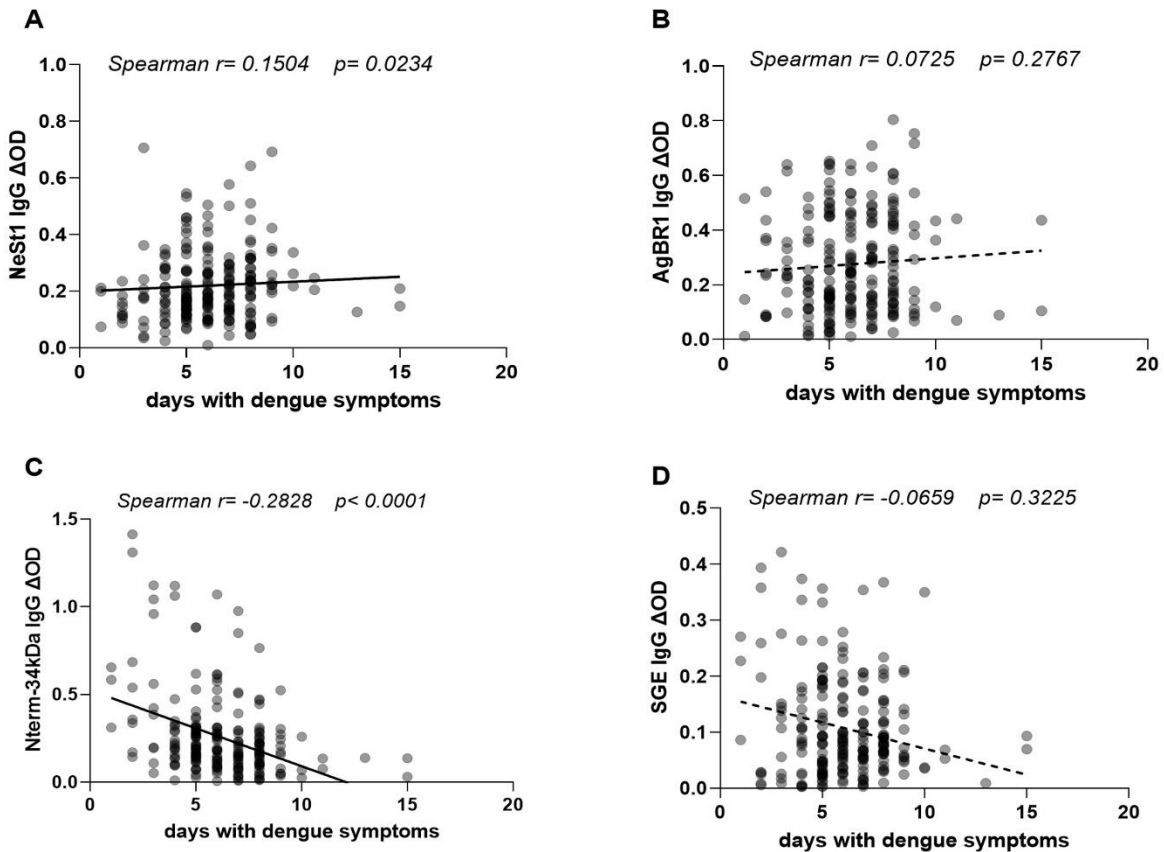 A
Spearman r= 0.1504 p= 0.0234
NeSt1 IgG ΔOD
1.0
0.8
0.6
0.4
0.2
0.0
0 5 10 15 20
days with dengue symptoms
B
Spearman r= 0.0725 p= 0.2767
AgBR1 IgG ΔOD
1.0
0.8
0.6
0.4
0.2
0.0
0 5 10 15 20
days with dengue symptoms
C
Spearman r= -0.2828 p< 0.0001
Nterm-34kDa IgG ΔOD
1.5
1.0
0.5
0.0
0 5 10 15 20
days with dengue symptoms
D
Spearman r= -0.0659 p= 0.3225
SGE IgG ΔOD
0.5
0.4
0.3
0.2
0.1
0.0
0 5 10 15 20
days with dengue symptoms